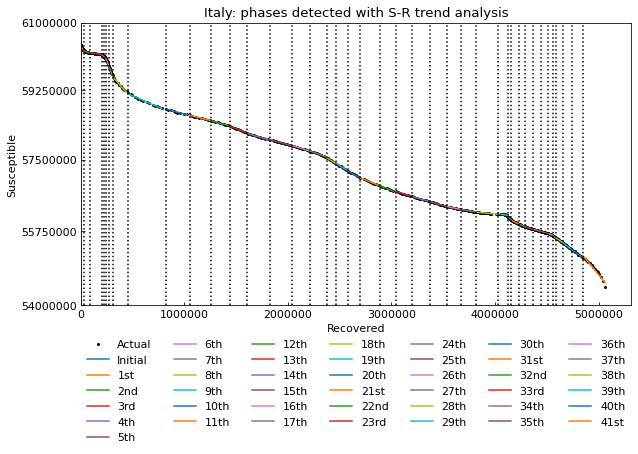 Italy: phases detected with S-R trend analysis
61000000
59250000
57500000
55750000
54000000
Susceptible
0 1000000 2000000 3000000 4000000 5000000
Recovered
Actual 6th 12th 18th 24th 30th 36th
Initial 7th 13th 19th 25th 31st 37th
1st 8th 14th 20th 26th 32nd 38th
2nd 9th 15th 21st 27th 33rd 39th
3rd 10th 16th 22nd 28th 34th 40th
4th 11th 17th 23rd 29th 35th 41st
5th